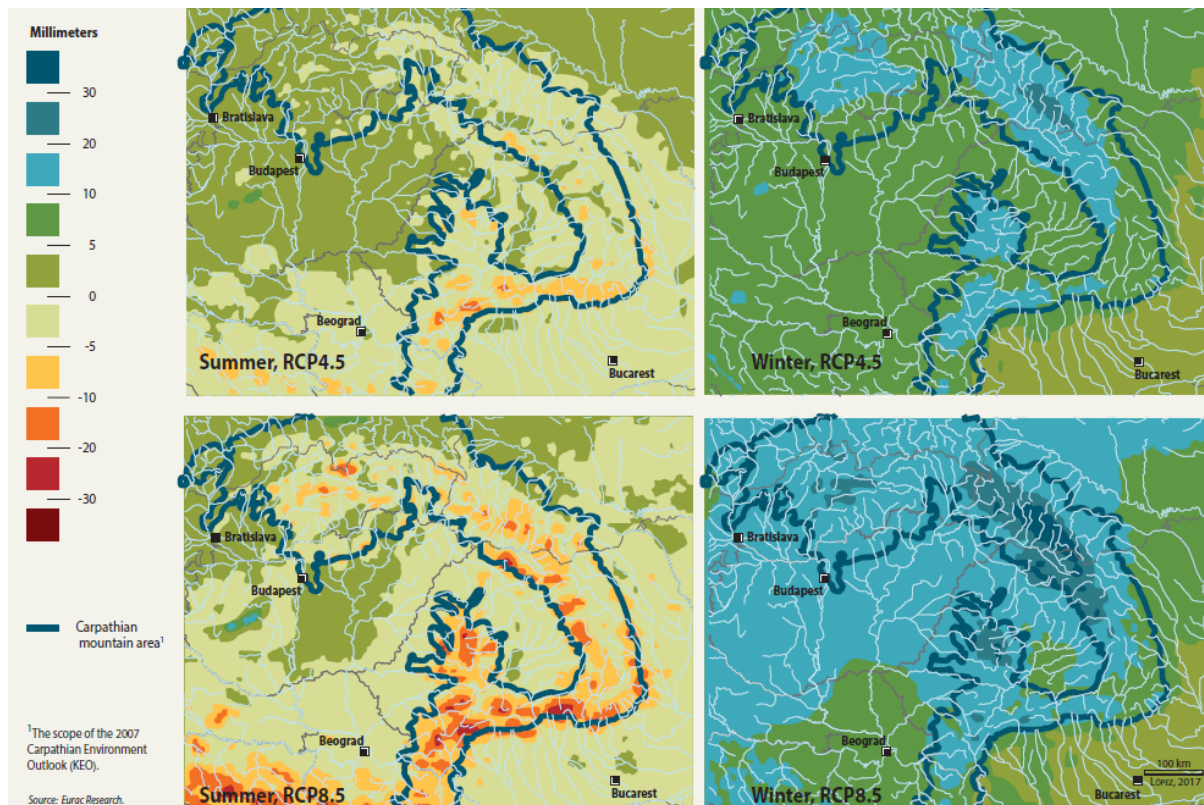 Millimeters
30
20
10
5
0
-5
-10
-20
-30
Carpathian
mountain area¹
¹The scope of the 2007
Carpathian Environment
Outlook (KEO).
Source: Eurac Research.
Bratislava
Budapest
Beograd
Bucarest
Summer, RCP4.5
Bratislava
Budapest
Beograd
Bucarest
Winter, RCP4.5
Bratislava
Budapest
Beograd
Bucarest
Summer, RCP8.5
Bratislava
Budapest
Beograd
100 km
LOPEZ, 2017
Bucarest
Winter, RCP8.5